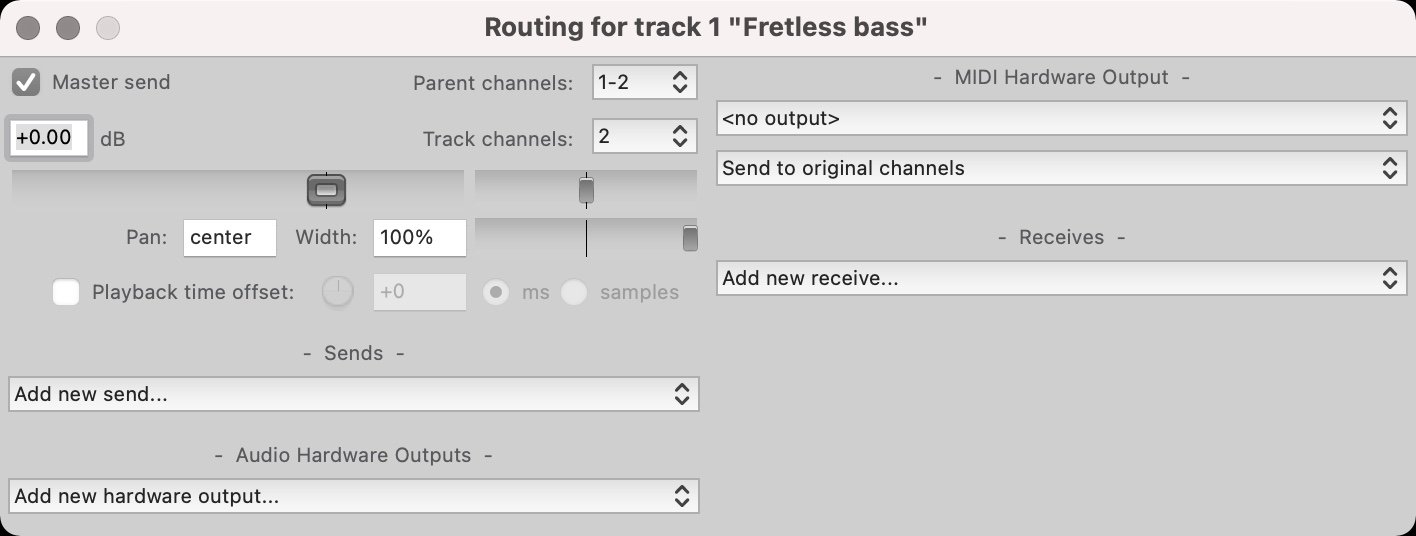 Routing for track 1 "Fretless bass"
Master send
Parent channels: 1-2
+0.00 dB
Track channels: 2
Pan: center Width: 100%
Playback time offset: +0 ms samples
- Sends -
Add new send...
- Audio Hardware Outputs -
Add new hardware output...
- MIDI Hardware Output -
<no output>
Send to original channels
- Receives -
Add new receive...